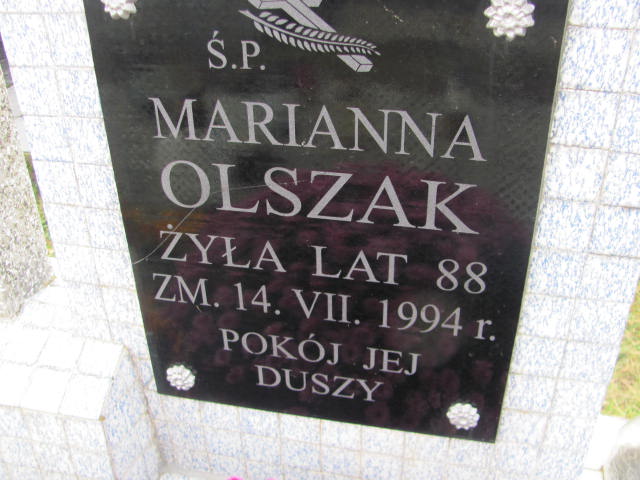 Ś.P.
MARIANNA
OLSZAK
ŻYŁA LAT 88
ZM. 14. VII. 1994 r.
POKÓJ JEJ
DUSZY